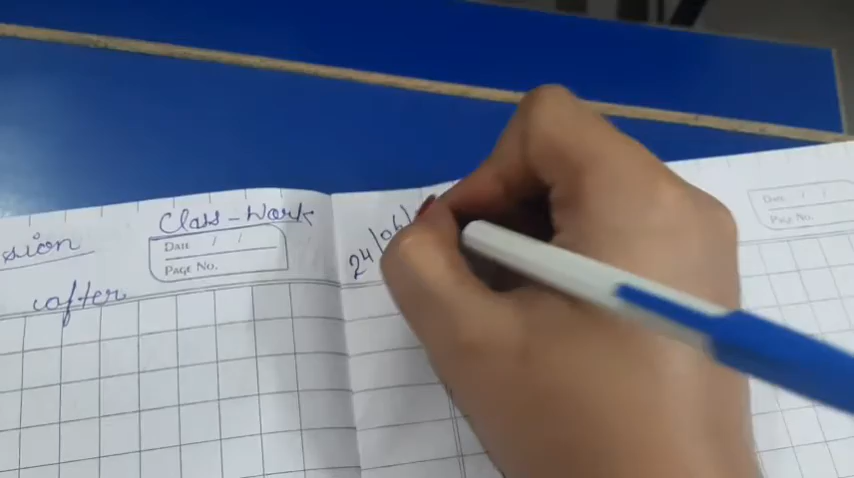 Class-Work
Date / /
Page No.
sion
after
24/06/
Date / /
Page No.